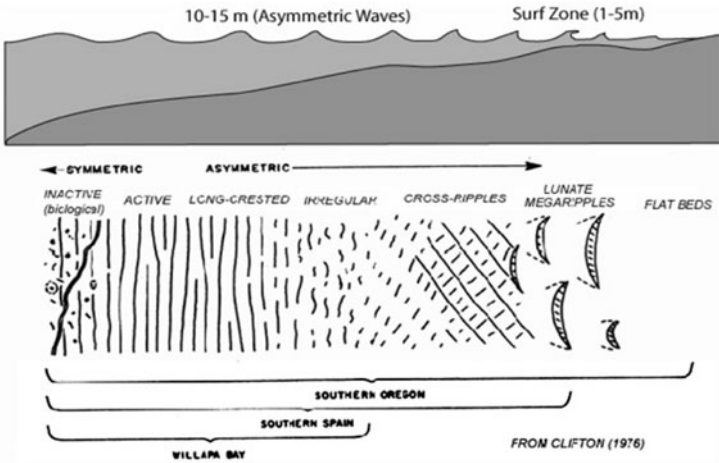 10-15 m (Asymmetric Waves) Surf Zone (1-5m)
SYMMETRIC ASYMMETRIC
INACTIVE
(biological)
ACTIVE
LONG-CRESTED
IRREGULAR
CROSS-RIPPLES
LUNATE
MEGARIPPLES
FLAT BEDS
SOUTHERN OREGON
SOUTHERN SPAIN
WILLAPA BAY
FROM CLIFTON (1976)